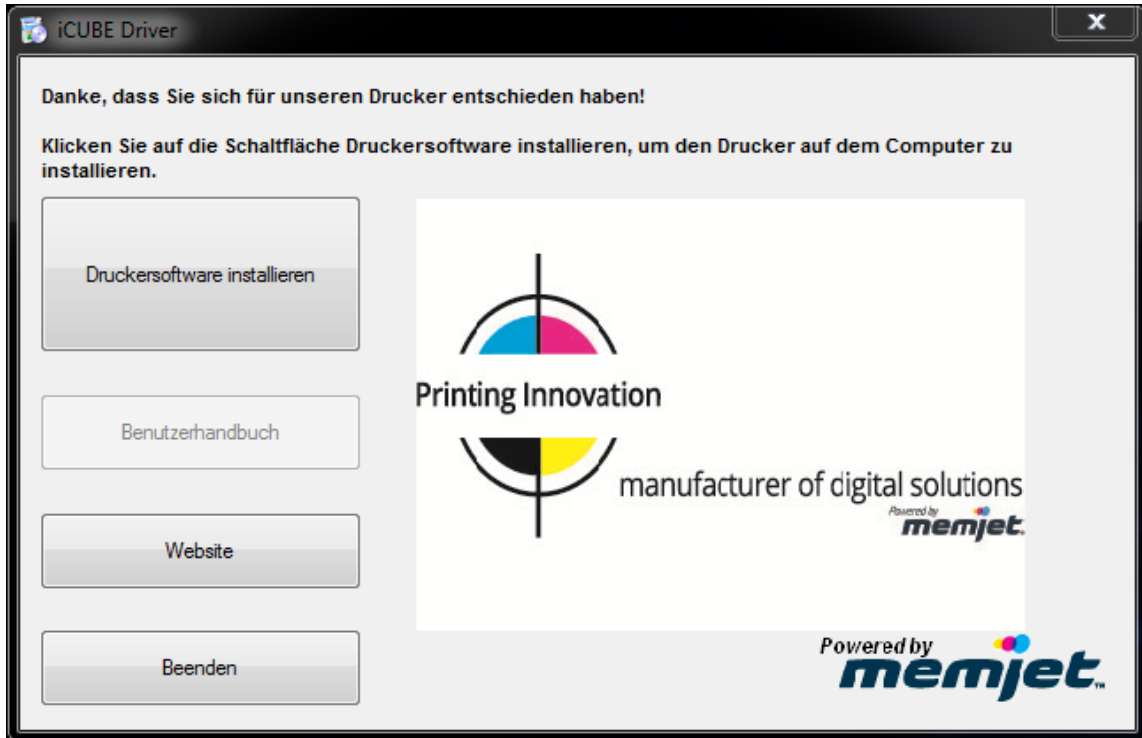 iCUBE Driver
Danke, dass Sie sich für unseren Drucker entschieden haben!
Klicken Sie auf die Schaltfläche Druckersoftware installieren, um den Drucker auf dem Computer zu
installieren.
Druckersoftware installieren
Benutzerhandbuch
Website
Beenden
Printing Innovation
manufacturer of digital solutions
Powered by
memjet
Powered by
memjet™